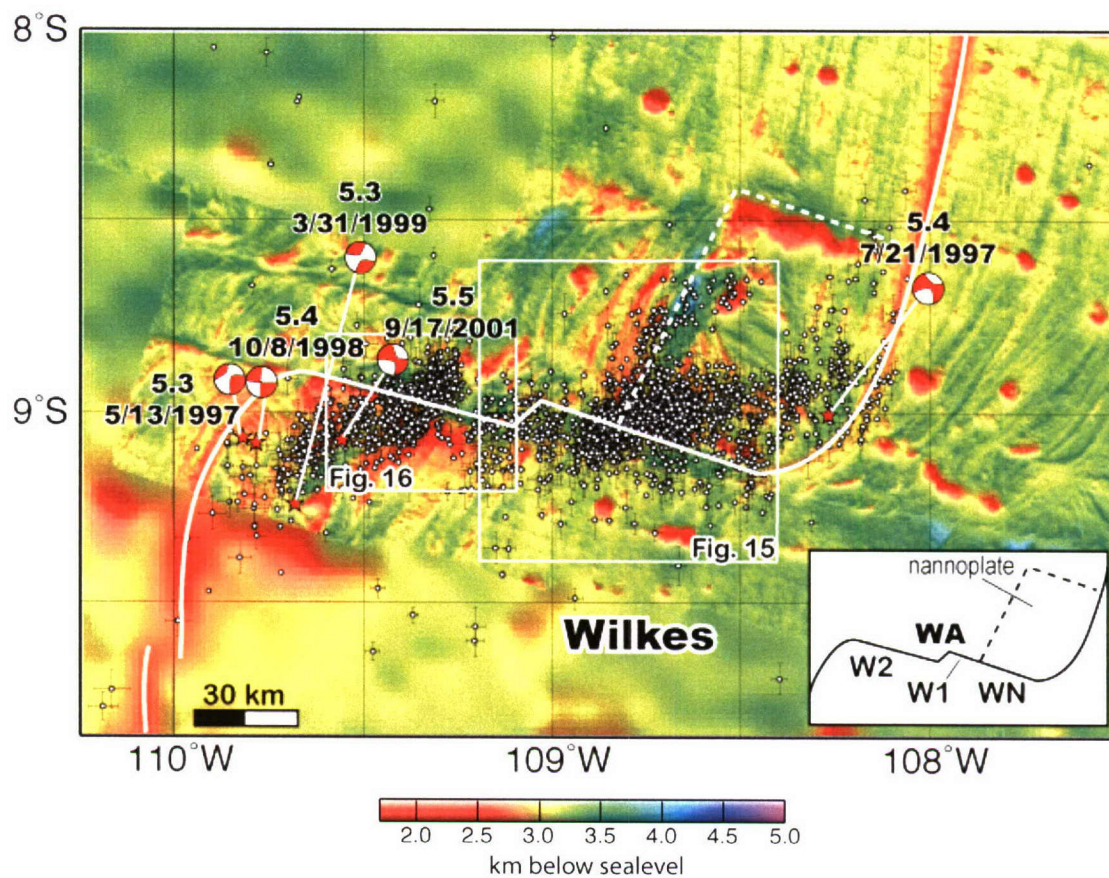 8°S
5.3
3/31/1999
5.4
7/21/1997
5.4
10/8/1998
5.5
9/17/2001
5.3
5/13/1997
9°S
Fig. 16
Fig. 15
Wilkes
nannoplate
WA
W2
W1
WN
30 km
110°W
109°W
108°W
2.0 2.5 3.0 3.5 4.0 4.5 5.0
km below sealevel